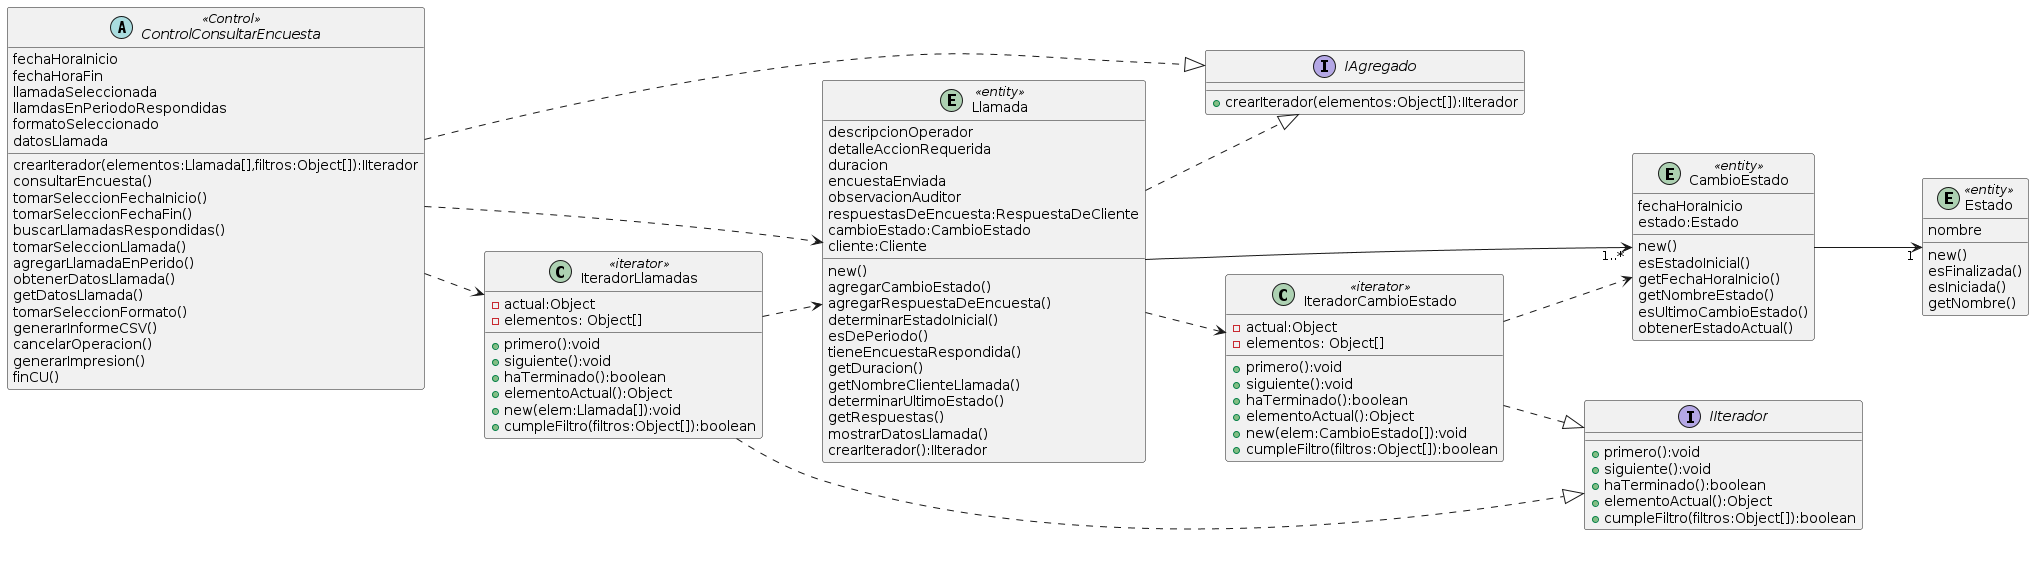 «Control»
ControlConsultarEncuesta
fechaHoraInicio
fechaHoraFin
llamadaSeleccionada
llamdasEnPeriodoRespondidas
formatoSeleccionado
datosLlamada
crearIterador(elementos:Llamada[],filtros:Object[]):IIterador
consultarEncuesta()
tomarSeleccionFechaInicio()
tomarSeleccionFechaFin()
buscarLlamadasRespondidas()
tomarSeleccionLlamada()
agregarLlamadaEnPerido()
obtenerDatosLlamada()
getDatosLlamada()
tomarSeleccionFormato()
generarInformeCSV()
cancelarOperacion()
generarImpresion()
finCU()
«iterator»
IteradorLlamadas
actual:Object
elementos: Object[]
primero():void
siguiente():void
haTerminado():boolean
elementoActual():Object
new(elem:Llamada[]):void
cumpleFiltro(filtros:Object[]):boolean
«entity»
Llamada
descripcionOperador
detalleAccionRequerida
duracion
encuestaEnviada
observacionAuditor
respuestasDeEncuesta:RespuestaDeCliente
cambioEstado:CambioEstado
cliente:Cliente
new()
agregarCambioEstado()
agregarRespuestaDeEncuesta()
determinarEstadoInicial()
esDePeriodo()
tieneEncuestaRespondida()
getDuracion()
getNombreClienteLlamada()
determinarUltimoEstado()
getRespuestas()
mostrarDatosLlamada()
crearIterador():IIterador
IAgregado
crearIterador(elementos:Object[]):IIterador
«iterator»
IteradorCambioEstado
actual:Object
elementos: Object[]
primero():void
siguiente():void
haTerminado():boolean
elementoActual():Object
new(elem:CambioEstado[]):void
cumpleFiltro(filtros:Object[]):boolean
1..*
«entity»
CambioEstado
fechaHoraInicio
estado:Estado
new()
esEstadoInicial()
getFechaHoraInicio()
getNombreEstado()
esUltimoCambioEstado()
obtenerEstadoActual()
IIterador
primero():void
siguiente():void
haTerminado():boolean
elementoActual():Object
cumpleFiltro(filtros:Object[]):boolean
1
«entity»
Estado
nombre
new()
esFinalizada()
esIniciada()
getNombre()